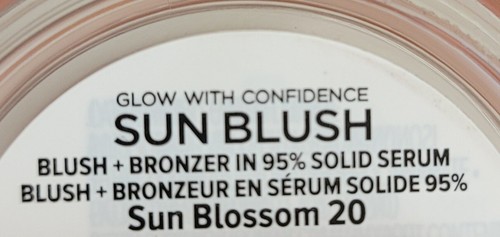 GLOW WITH CONFIDENCE
SUN BLUSH
BLUSH + BRONZER IN 95% SOLID SERUM
BLUSH + BRONZEUR EN SÉRUM SOLIDE 95%
Sun Blossom 20